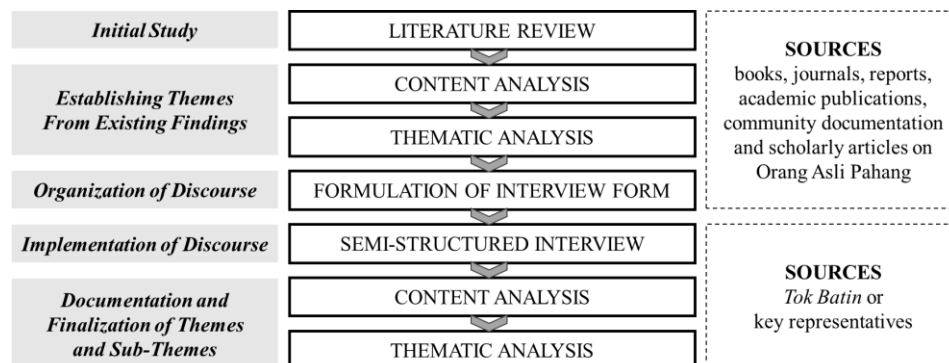 Initial Study
LITERATURE REVIEW
Establishing Themes
From Existing Findings
CONTENT ANALYSIS
THEMATIC ANALYSIS
Organization of Discourse
FORMULATION OF INTERVIEW FORM
Implementation of Discourse
SEMI-STRUCTURED INTERVIEW
Documentation and
Finalization of Themes
and Sub-Themes
CONTENT ANALYSIS
THEMATIC ANALYSIS
SOURCES
books, journals, reports,
academic publications,
community documentation
and scholarly articles on
Orang Asli Pahang
SOURCES
Tok Batin or
key representatives